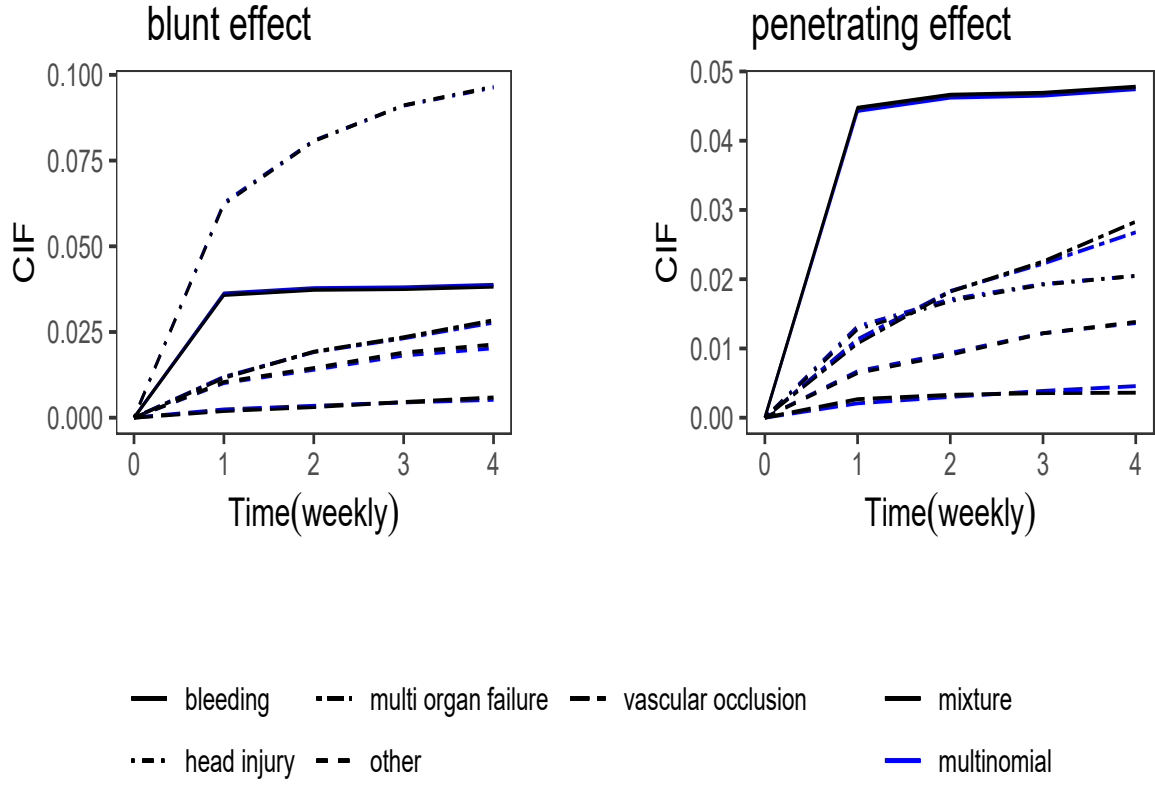 blunt effect
penetrating effect
0.100
0.075
0.050
0.025
0.000
CIF
0 1 2 3 4
Time(weekly)
0.05
0.04
0.03
0.02
0.01
0.00
CIF
0 1 2 3 4
Time(weekly)
bleeding multi organ failure vascular occlusion mixture
head injury other multinomial